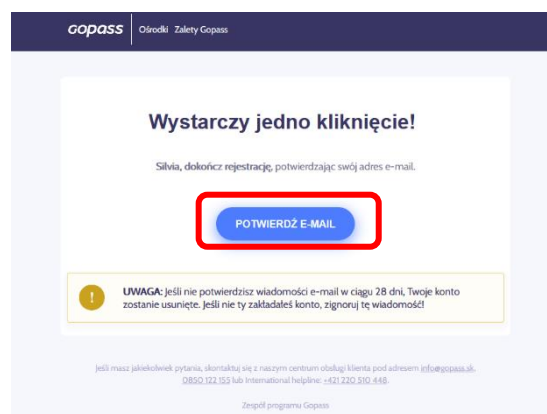 GOPASS Ośrodki Zalety Gopass
Wystarczy jedno kliknięcie!
Silvia, dokończ rejestrację, potwierdzając swój adres e-mail.
POTWIERDŹ E-MAIL
! UWAGA: Jeśli nie potwierdzisz wiadomości e-mail w ciągu 28 dni, Twoje konto
zostanie usunięte. Jeśli nie ty zakładałeś konto, zignoruj tę wiadomość!
Jeśli masz jakiekolwiek pytania, skontaktuj się z naszym centrum obsługi klienta pod adresem info@gopass.sk,
0850 122 155 lub International helpline: +421 220 510 448.
Zespół programu Gopass